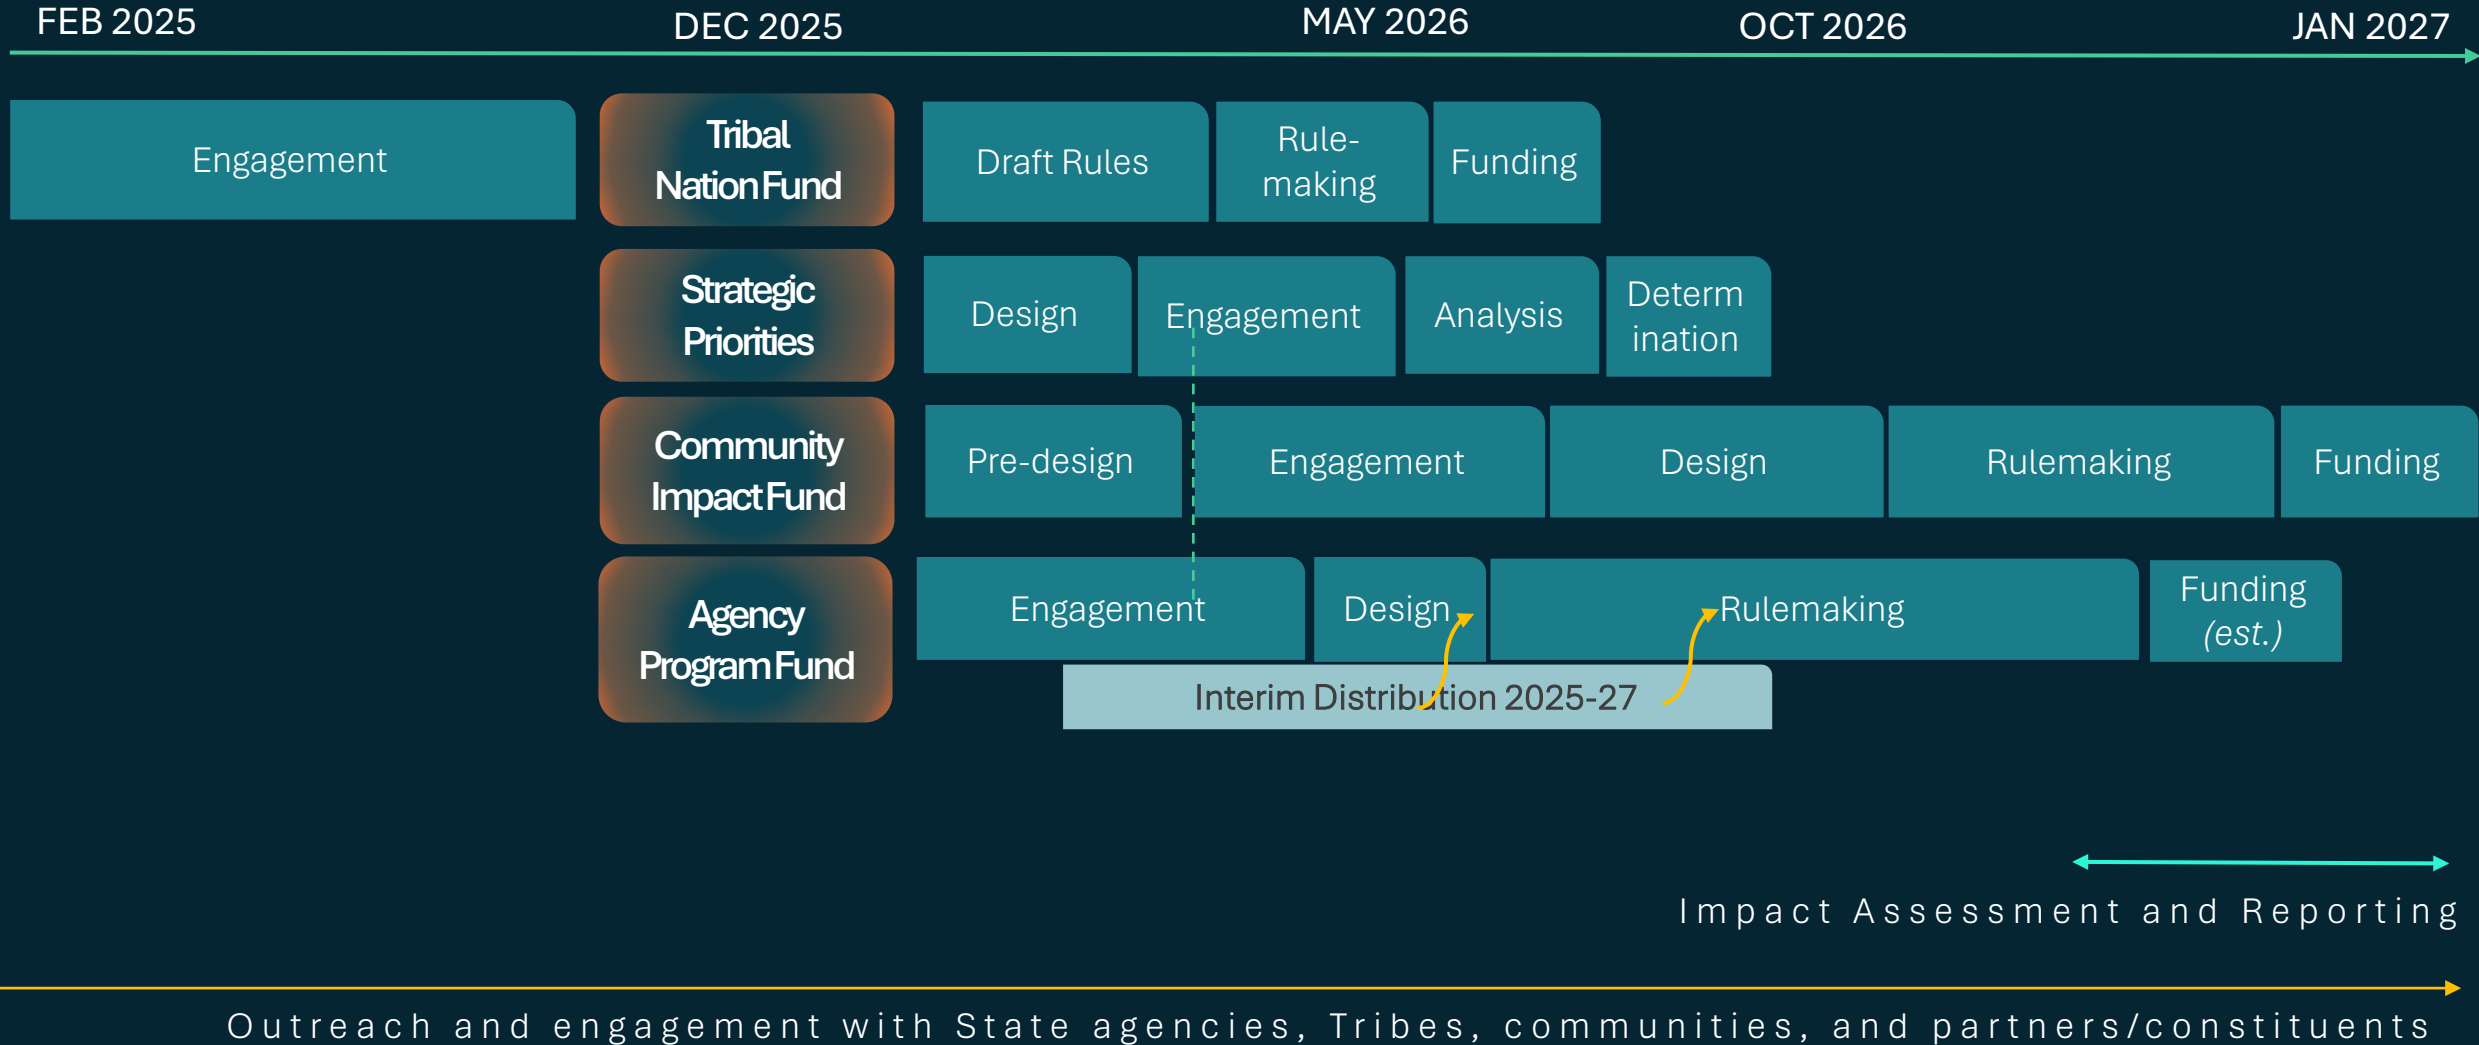 FEB 2025
DEC 2025
MAY 2026
OCT 2026
JAN 2027
Engagement
Tribal
Nation Fund
Draft Rules
Rule-
making
Funding
Strategic
Priorities
Design
Engagement
Analysis
Determ
ination
Community
Impact Fund
Pre-design
Engagement
Design
Rulemaking
Funding
Agency
Program Fund
Engagement
Design
Rulemaking
Funding
(est.)
Interim Distribution 2025-27
Impact Assessment and Reporting
Outreach and engagement with State agencies, Tribes, communities, and partners/constituents